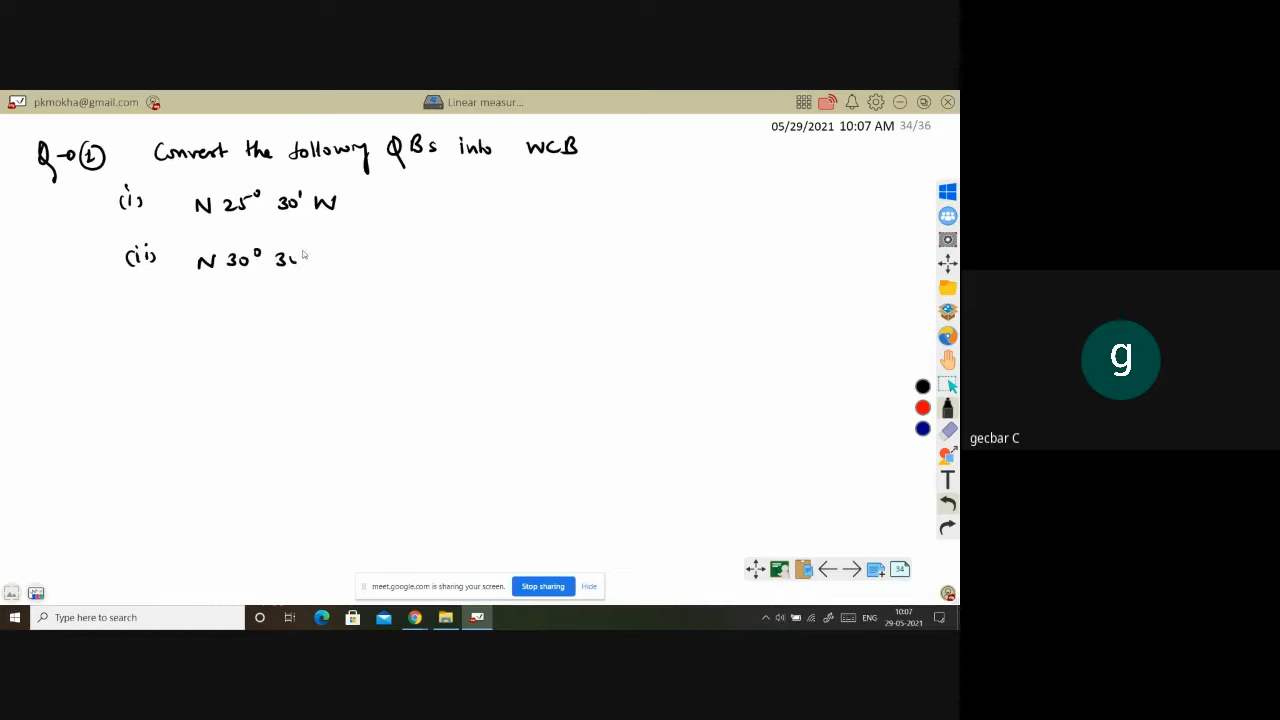 pkmokha@gmail.com
Linear measur...
05/29/2021 10:07 AM 34/36
Q→① Convert the following QBs into WCB
(i) N 25° 30' W
(ii) N 30° 3
g
gecbar C
T
34
meet.google.com is sharing your screen. Stop sharing Hide
Type here to search
ENG
10:07
29-05-2021